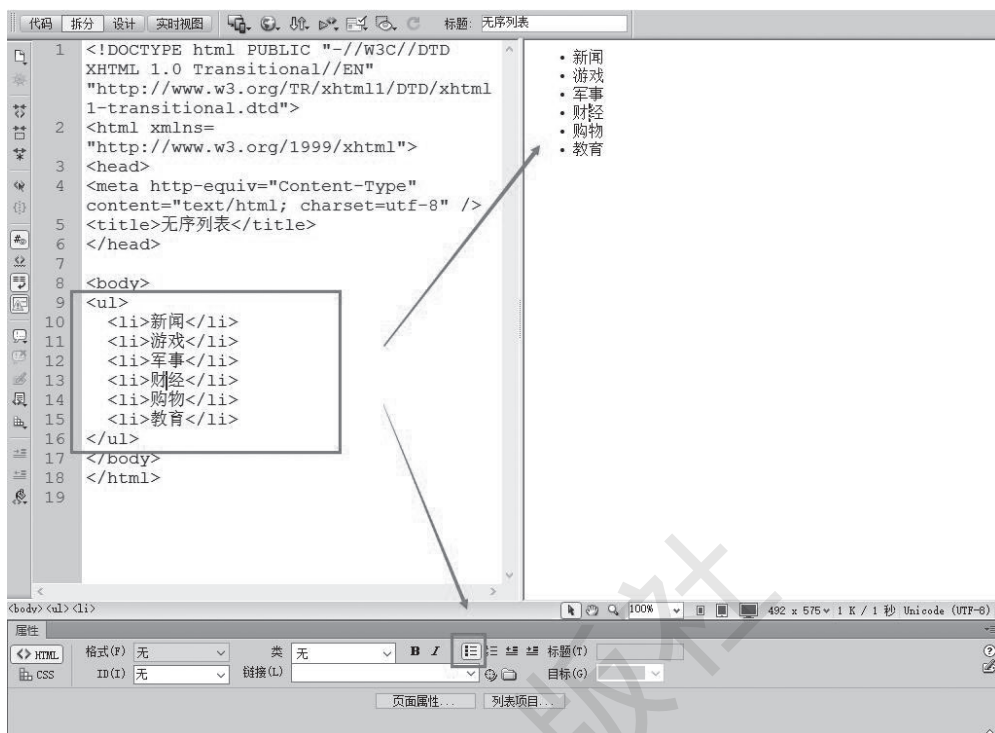 代码 拆分 设计 实时视图 标题: 无序列表
1 <!DOCTYPE html PUBLIC "-//W3C//DTD
XHTML 1.0 Transitional//EN"
"http://www.w3.org/TR/xhtml1/DTD/xhtml
1-transitional.dtd">
2 <html xmlns=
"http://www.w3.org/1999/xhtml">
3 <head>
4 <meta http-equiv="Content-Type"
content="text/html; charset=utf-8" />
5 <title>无序列表</title>
6 </head>
7
8 <body>
9 <ul>
10 <li>新闻</li>
11 <li>游戏</li>
12 <li>军事</li>
13 <li>财经</li>
14 <li>购物</li>
15 <li>教育</li>
16 </ul>
17 </body>
18 </html>
19
• 新闻
• 游戏
• 军事
• 财经
• 购物
• 教育
<body> <ul> <li> 100% 492 x 575 1 K / 1 秒 Unicode (UTF-8)
属性
<> HTML 格式(F) 无 类 无 B I 标题(T)
CSS ID(I) 无 链接(L) 目标(G)
页面属性... 列表项目...
版社